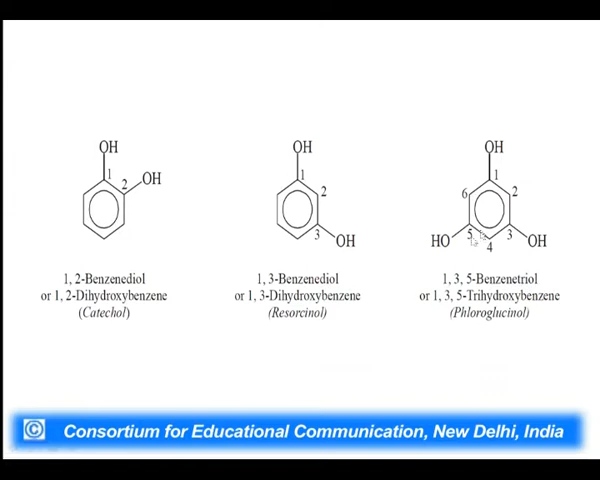 OH
1
2
OH
1, 2-Benzenediol
or 1, 2-Dihydroxybenzene
(Catechol)
OH
1
2
3
OH
1, 3-Benzenediol
or 1, 3-Dihydroxybenzene
(Resorcinol)
OH
1
6
2
HO
5
4
3
OH
1, 3, 5-Benzenetriol
or 1, 3, 5-Trihydroxybenzene
(Phloroglucinol)
© Consortium for Educational Communication, New Delhi, India